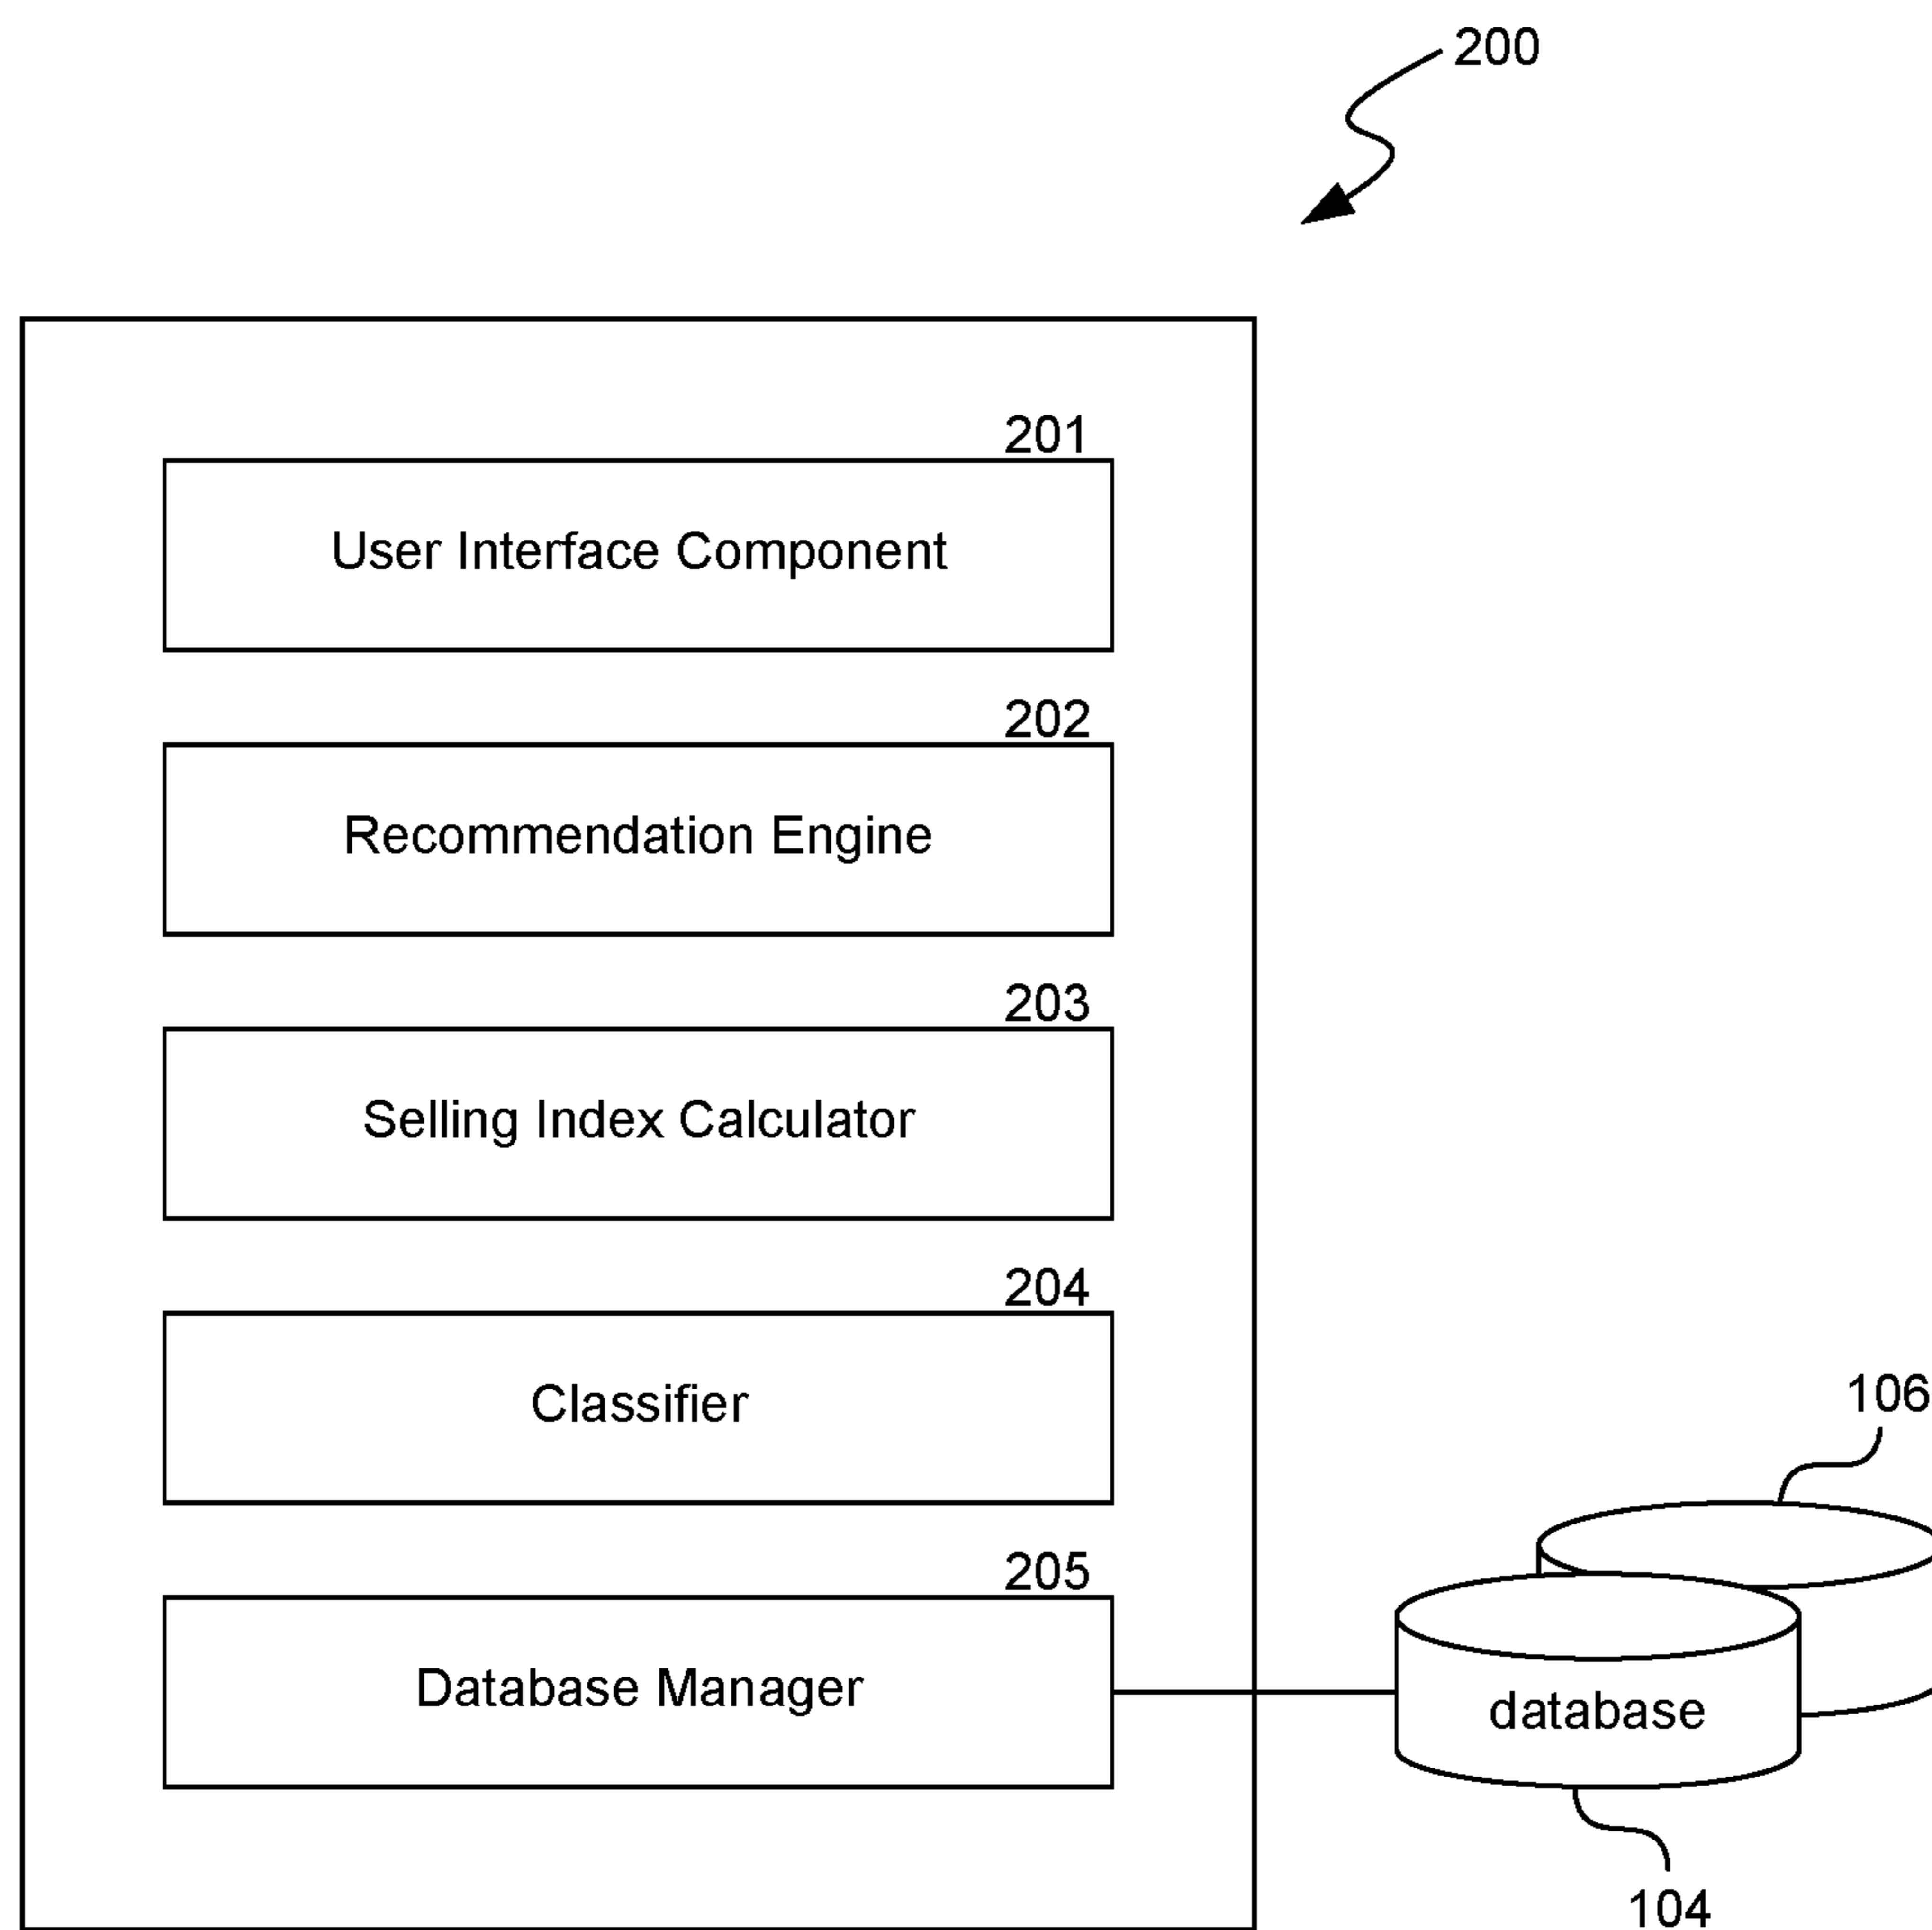 200
201
User Interface Component
202
Recommendation Engine
203
Selling Index Calculator
204
Classifier
106
205
Database Manager
database
104